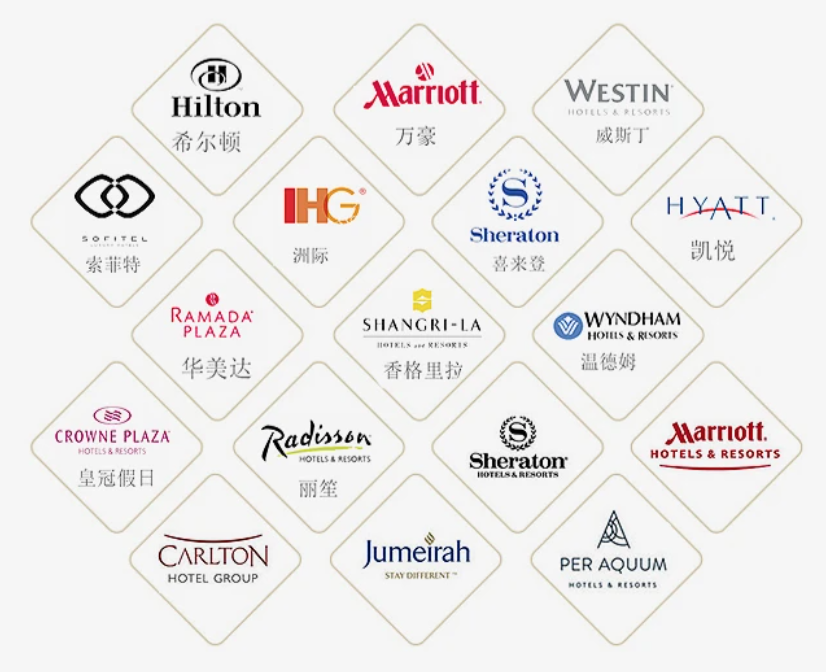 Hilton
希尔顿
Marriott
万豪
WESTIN
HOTELS & RESORTS
威斯丁
SOFITEL
LUXURY HOTELS
索菲特
IHG®
洲际
S
Sheraton
喜来登
HYATT
凯悦
R
RAMADA
PLAZA
华美达
SHANGRI-LA
HOTELS and RESORTS
香格里拉
WYNDHAM
HOTELS & RESORTS
温德姆
CROWNE PLAZA
HOTELS & RESORTS
皇冠假日
Radisson
HOTELS & RESORTS
丽笙
S
Sheraton
HOTELS & RESORTS
Marriott
HOTELS & RESORTS
CARLTON
HOTEL GROUP
Jumeirah
STAY DIFFERENT™
PER AQUUM
HOTELS & RESORTS